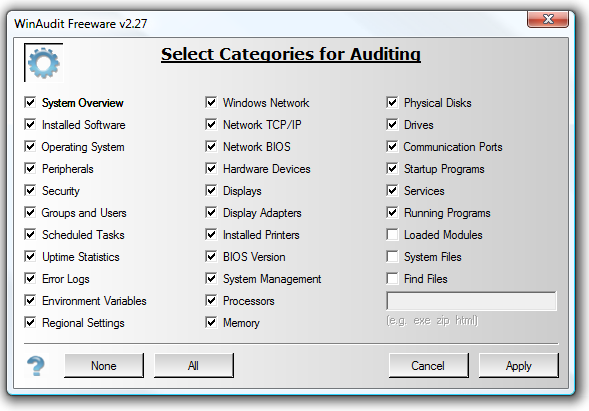 WinAudit Freeware v2.27
Select Categories for Auditing
System Overview
Installed Software
Operating System
Peripherals
Security
Groups and Users
Scheduled Tasks
Uptime Statistics
Error Logs
Environment Variables
Regional Settings
Windows Network
Network TCP/IP
Network BIOS
Hardware Devices
Displays
Display Adapters
Installed Printers
BIOS Version
System Management
Processors
Memory
Physical Disks
Drives
Communication Ports
Startup Programs
Services
Running Programs
Loaded Modules
System Files
Find Files
(e.g. exe zip html)
? None All Cancel Apply